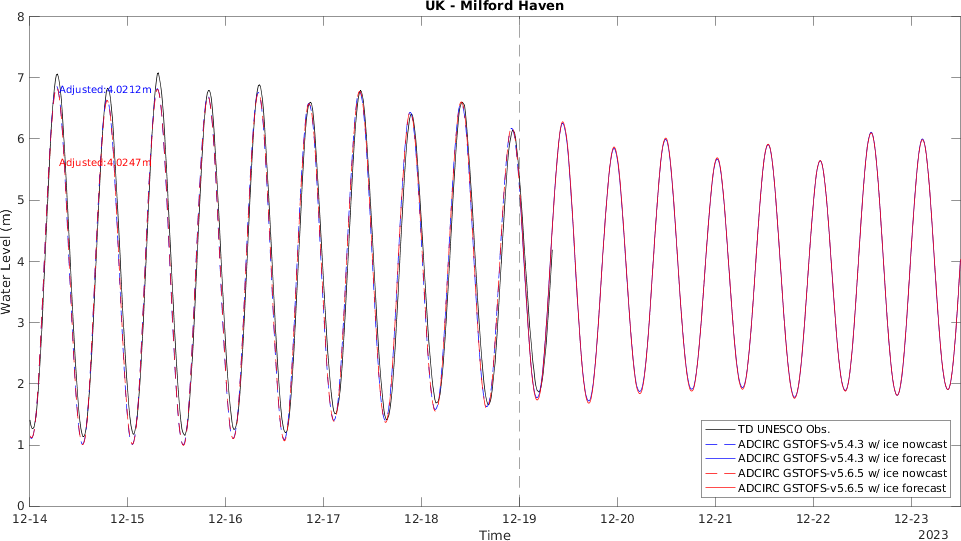 UK - Milford Haven
8
7
6
5
4
3
2
1
0
Water Level (m)
Adjusted:4.0212m
Adjusted:4.0247m
TD UNESCO Obs.
ADCIRC GSTOFS-v5.4.3 w/ ice nowcast
ADCIRC GSTOFS-v5.4.3 w/ ice forecast
ADCIRC GSTOFS-v5.6.5 w/ ice nowcast
ADCIRC GSTOFS-v5.6.5 w/ ice forecast
12-14 12-15 12-16 12-17 12-18 12-19 12-20 12-21 12-22 12-23
Time
2023